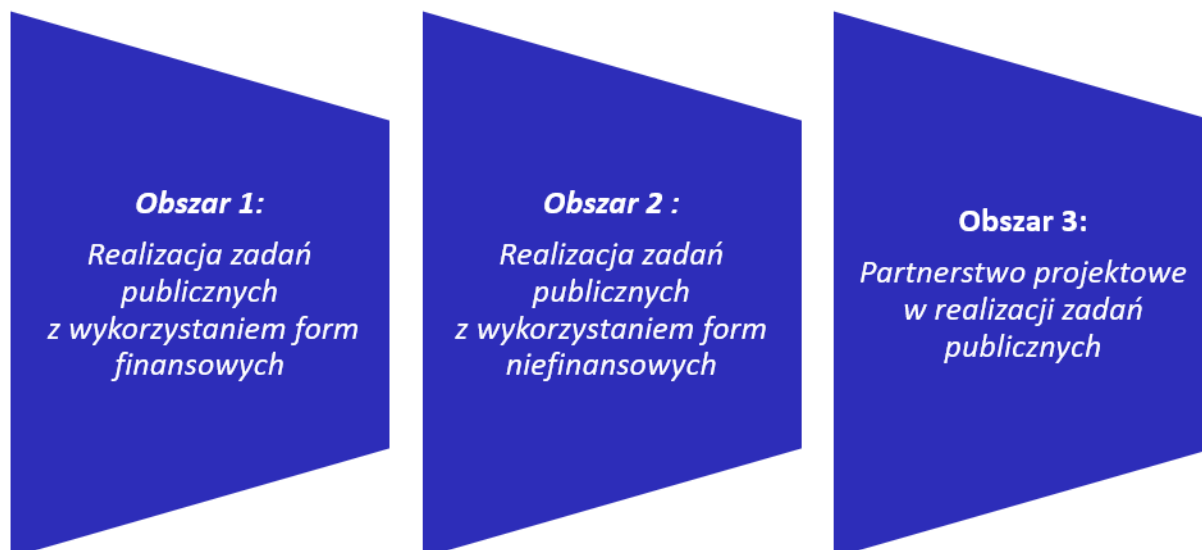 Obszar 1:
Realizacja zadań
publicznych
z wykorzystaniem form
finansowych
Obszar 2 :
Realizacja zadań
publicznych
z wykorzystaniem form
niefinansowych
Obszar 3:
Partnerstwo projektowe
w realizacji zadań
publicznych